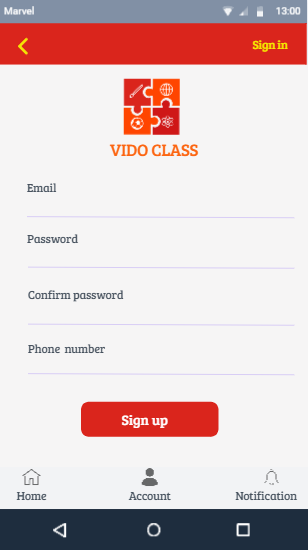 Marvel 13:00
Sign in
VIDO CLASS
Email
Password
Confirm password
Phone number
Sign up
Home Account Notification